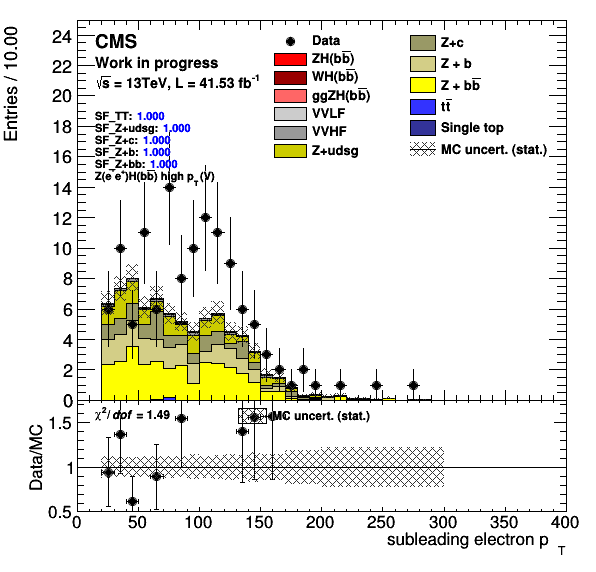 Entries / 10.00
24
22
20
18
16
14
12
10
8
6
4
2
0
CMS
Work in progress
√s = 13TeV, L = 41.53 fb⁻¹
SF_TT: 1.000
SF_Z+udsg: 1.000
SF_Z+c: 1.000
SF_Z+b: 1.000
SF_Z+bb: 1.000
Z(e⁻e⁺)H(bb̅) high p_T(V)
Data
ZH(bb̅)
WH(bb̅)
ggZH(bb̅)
VVLF
VVHF
Z+udsg
Z+c
Z + b
Z + bb̅
tt̅
Single top
MC uncert. (stat.)
Data/MC
1.5
1
0.5
χ²/dof = 1.49
MC uncert. (stat.)
0 50 100 150 200 250 300 350 400
subleading electron p_T